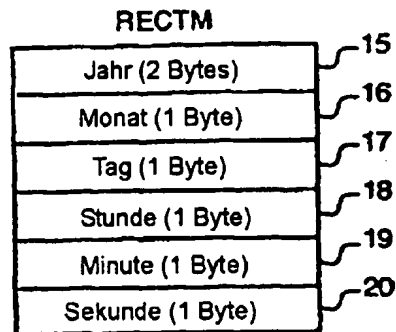 RECTM
Jahr (2 Bytes) 15
Monat (1 Byte) 16
Tag (1 Byte) 17
Stunde (1 Byte) 18
Minute (1 Byte) 19
Sekunde (1 Byte) 20